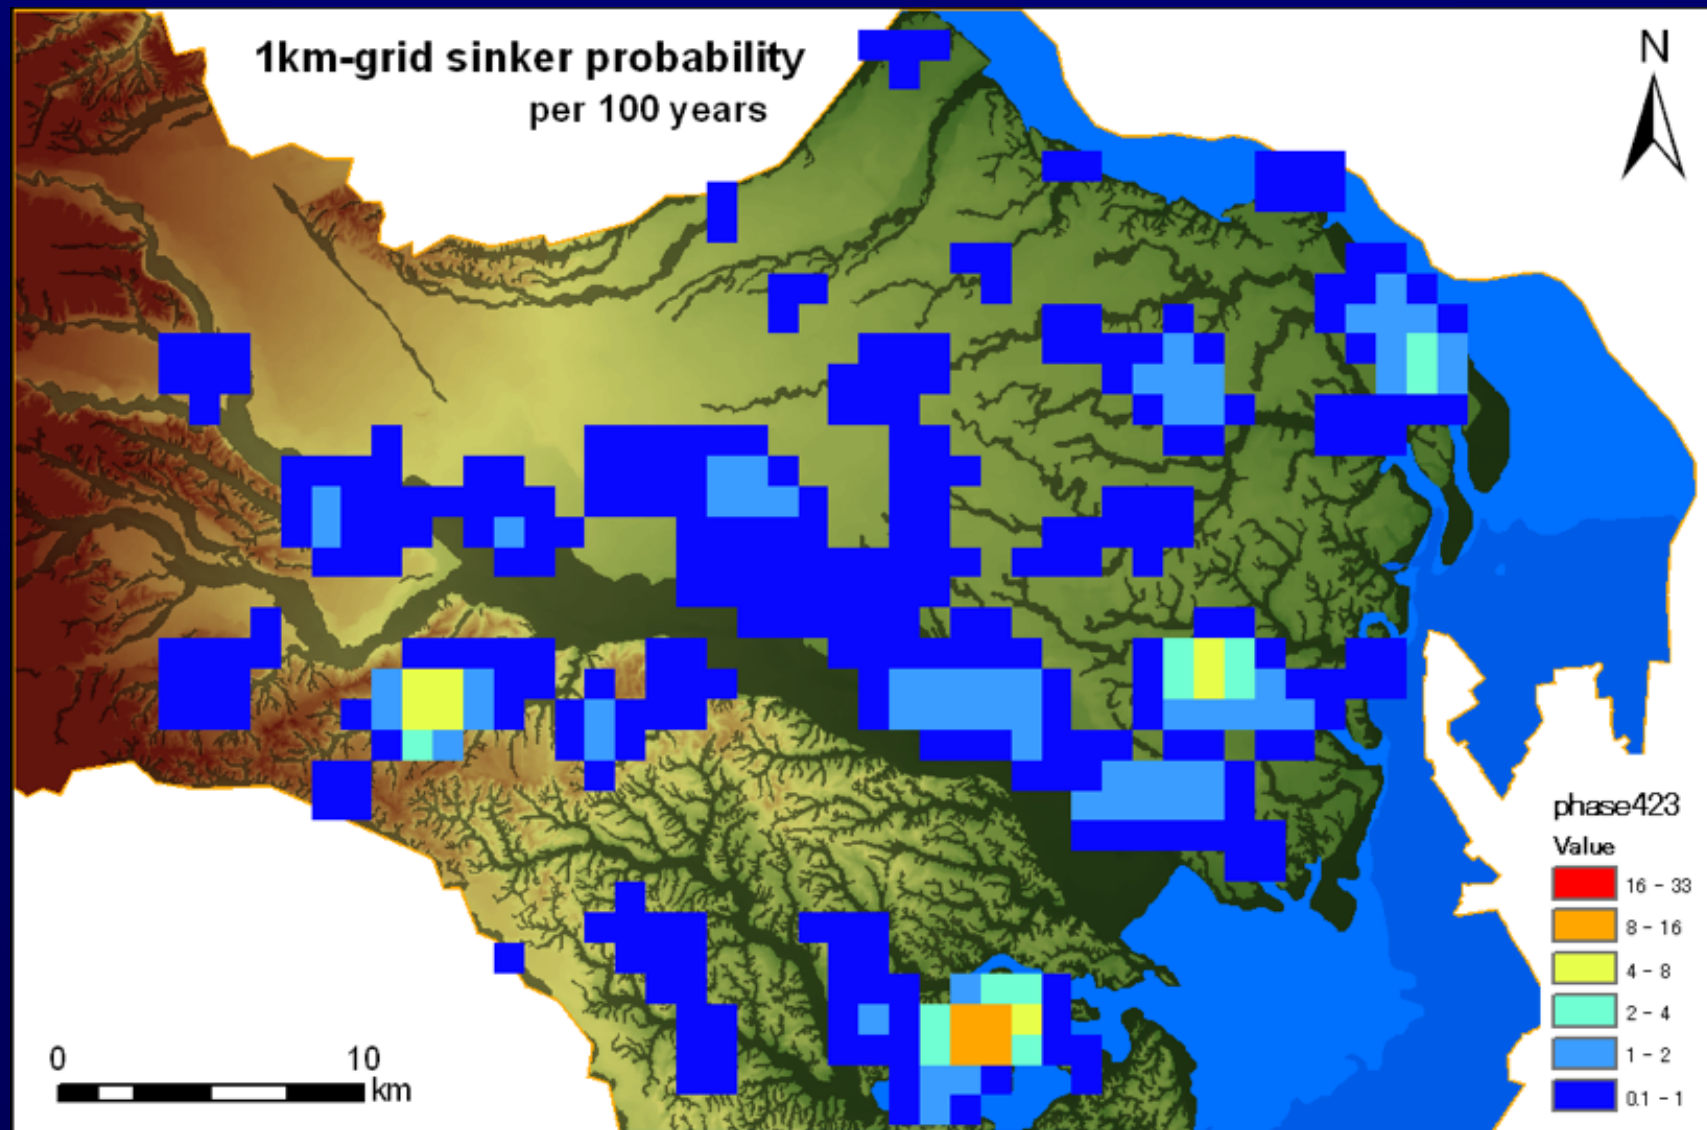 1km-grid sinker probability
per 100 years
N
phase423
Value
16 - 33
8 - 16
4 - 8
2 - 4
1 - 2
0.1 - 1
0 10
km